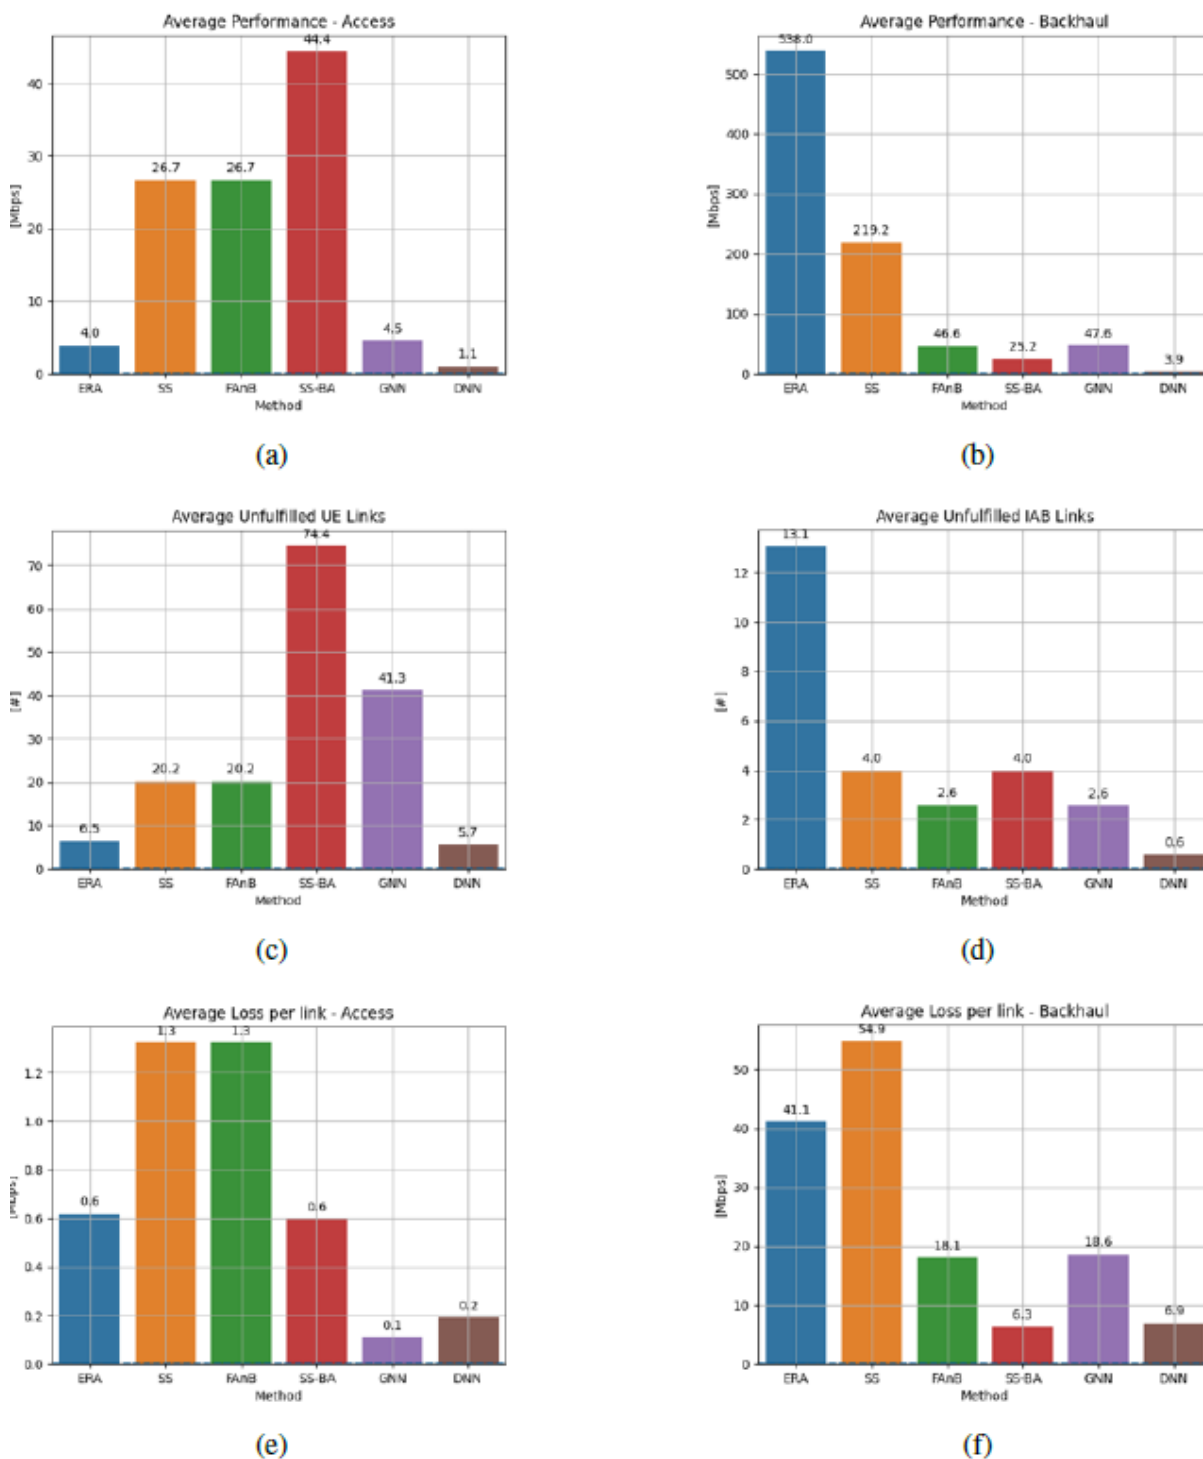 Average Performance - Access
44.4
40
30
26.7
26.7
[Mbps]
20
10
4.0
4.5
1.1
0
ERA
SS
FAnB
SS-BA
GNN
DNN
Method
(a)
Average Performance - Backhaul
538.0
500
400
300
[Mbps]
219.2
200
100
46.6
25.2
47.6
3.9
0
ERA
SS
FAnB
SS-BA
GNN
DNN
Method
(b)
Average Unfulfilled UE Links
74.4
70
60
50
41.3
40
[#]
30
20.2
20.2
20
10
6.5
5.7
0
ERA
SS
FAnB
SS-BA
GNN
DNN
Method
(c)
Average Unfulfilled IAB Links
13.1
12
10
8
[#]
6
4.0
4.0
4
2.6
2.6
2
0.6
0
ERA
SS
FAnB
SS-BA
GNN
DNN
Method
(d)
Average Loss per link - Access
1.3
1.3
1.2
1.0
0.8
[Mbps]
0.6
0.6
0.6
0.4
0.2
0.2
0.1
0.0
ERA
SS
FAnB
SS-BA
GNN
DNN
Method
(e)
Average Loss per link - Backhaul
54.9
50
41.1
40
30
[Mbps]
20
18.1
18.6
10
6.3
6.9
0
ERA
SS
FAnB
SS-BA
GNN
DNN
Method
(f)